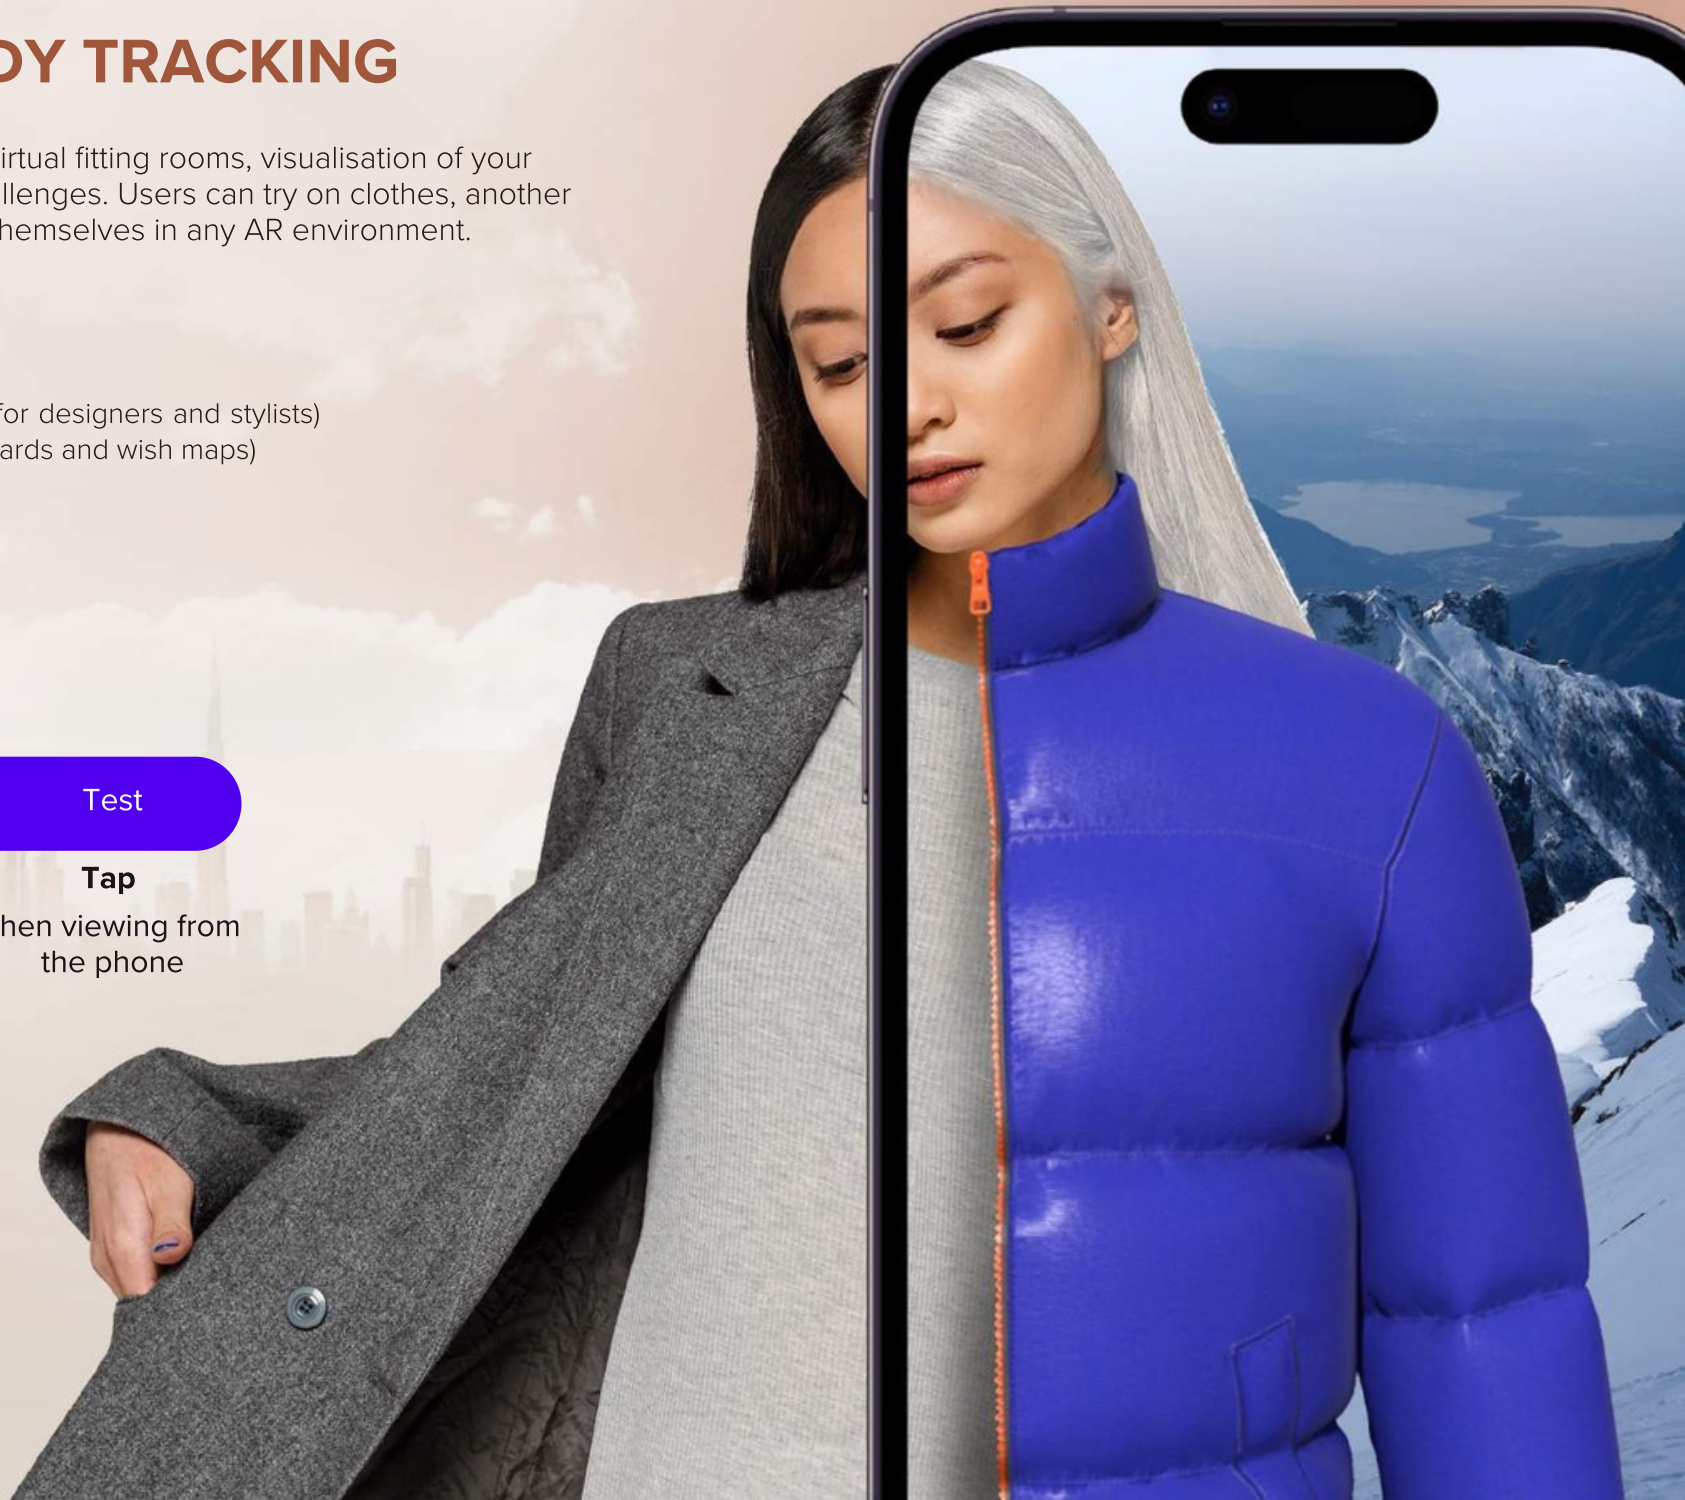 DY TRACKING
irtual fitting rooms, visualisation of your
llenges. Users can try on clothes, another
hemselves in any AR environment.
for designers and stylists)
ards and wish maps)
Test
Tap
hen viewing from
the phone